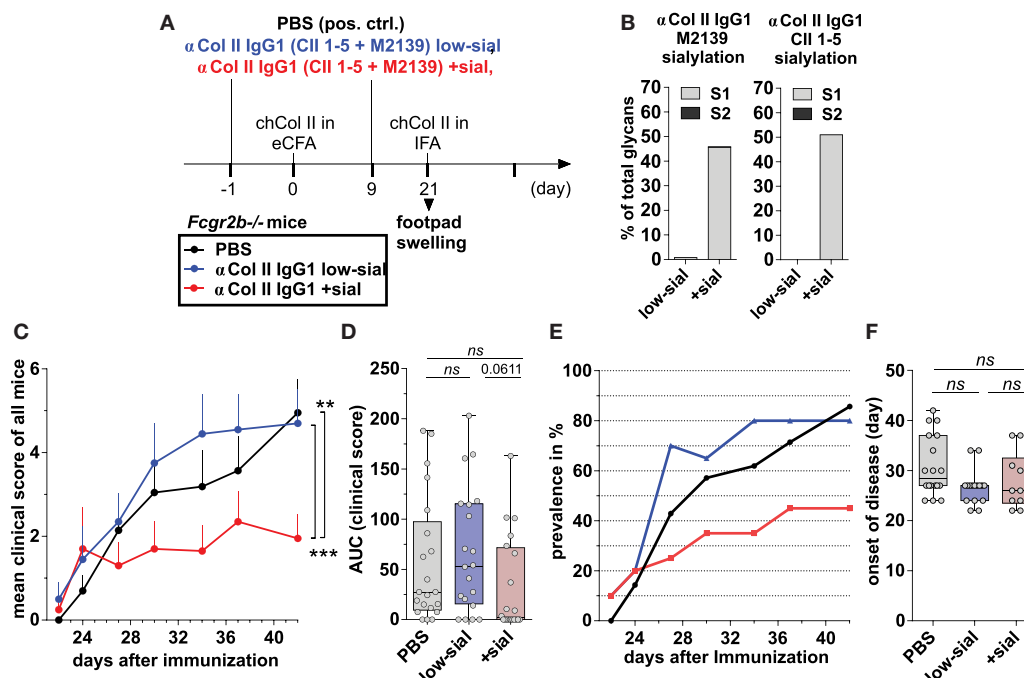 A
PBS (pos. ctrl.)
α Col II IgG1 (CII 1-5 + M2139) low-sial,
α Col II IgG1 (CII 1-5 + M2139) +sial,
chCol II in
eCFA
chCol II in
IFA
-1
0
9
21
(day)
footpad
swelling
Fcgr2b-/- mice
PBS
α Col II IgG1 low-sial
α Col II IgG1 +sial
B
α Col II IgG1
M2139
sialylation
α Col II IgG1
CII 1-5
sialylation
% of total glycans
70
60
50
40
30
20
10
0
S1
S2
low-sial
+sial
70
60
50
40
30
20
10
0
S1
S2
low-sial
+sial
C
mean clinical score of all mice
6
4
2
0
**
***
24
28
32
36
40
days after immunization
D
AUC (clinical score)
250
200
150
100
50
0
ns
ns
0.0611
PBS
low-sial
+sial
E
prevalence in %
100
80
60
40
20
0
24
28
32
36
40
days after Immunization
F
onset of disease (day)
50
40
30
20
10
0
ns
ns
ns
PBS
low-sial
+sial